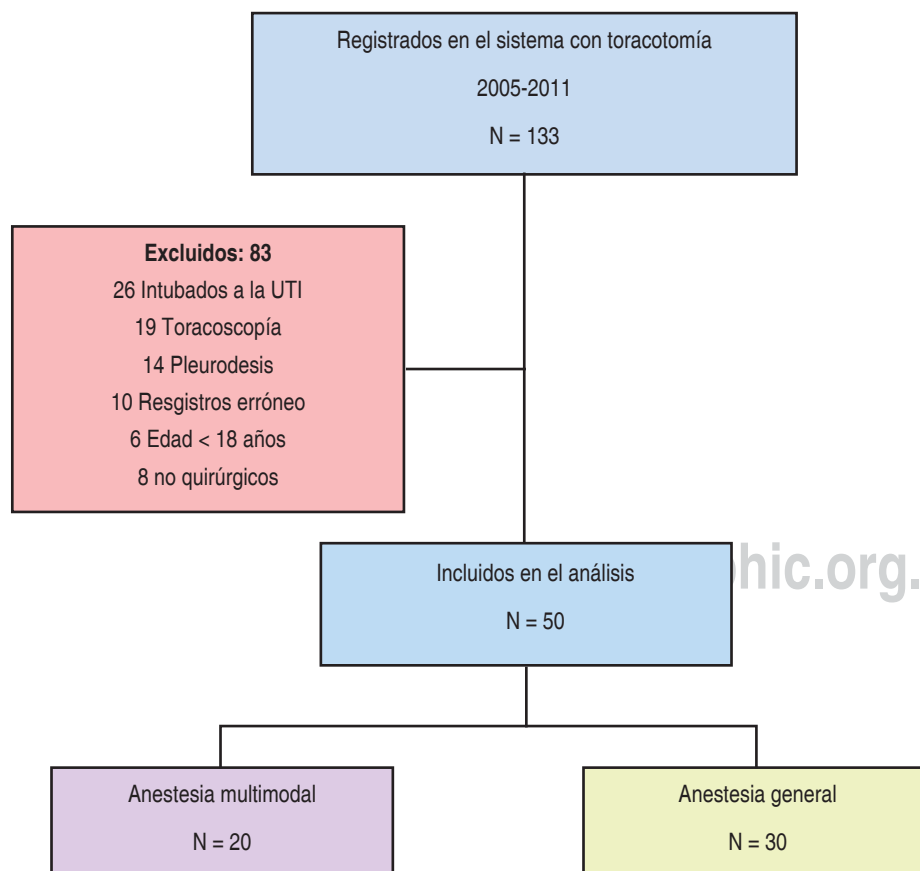 Registrados en el sistema con toracotomía
2005-2011
N = 133
Excluidos: 83
26 Intubados a la UTI
19 Toracoscopía
14 Pleurodesis
10 Resgistros erróneo
6 Edad < 18 años
8 no quirúrgicos
Incluidos en el análisis
N = 50
hic.org.
Anestesia multimodal
N = 20
Anestesia general
N = 30